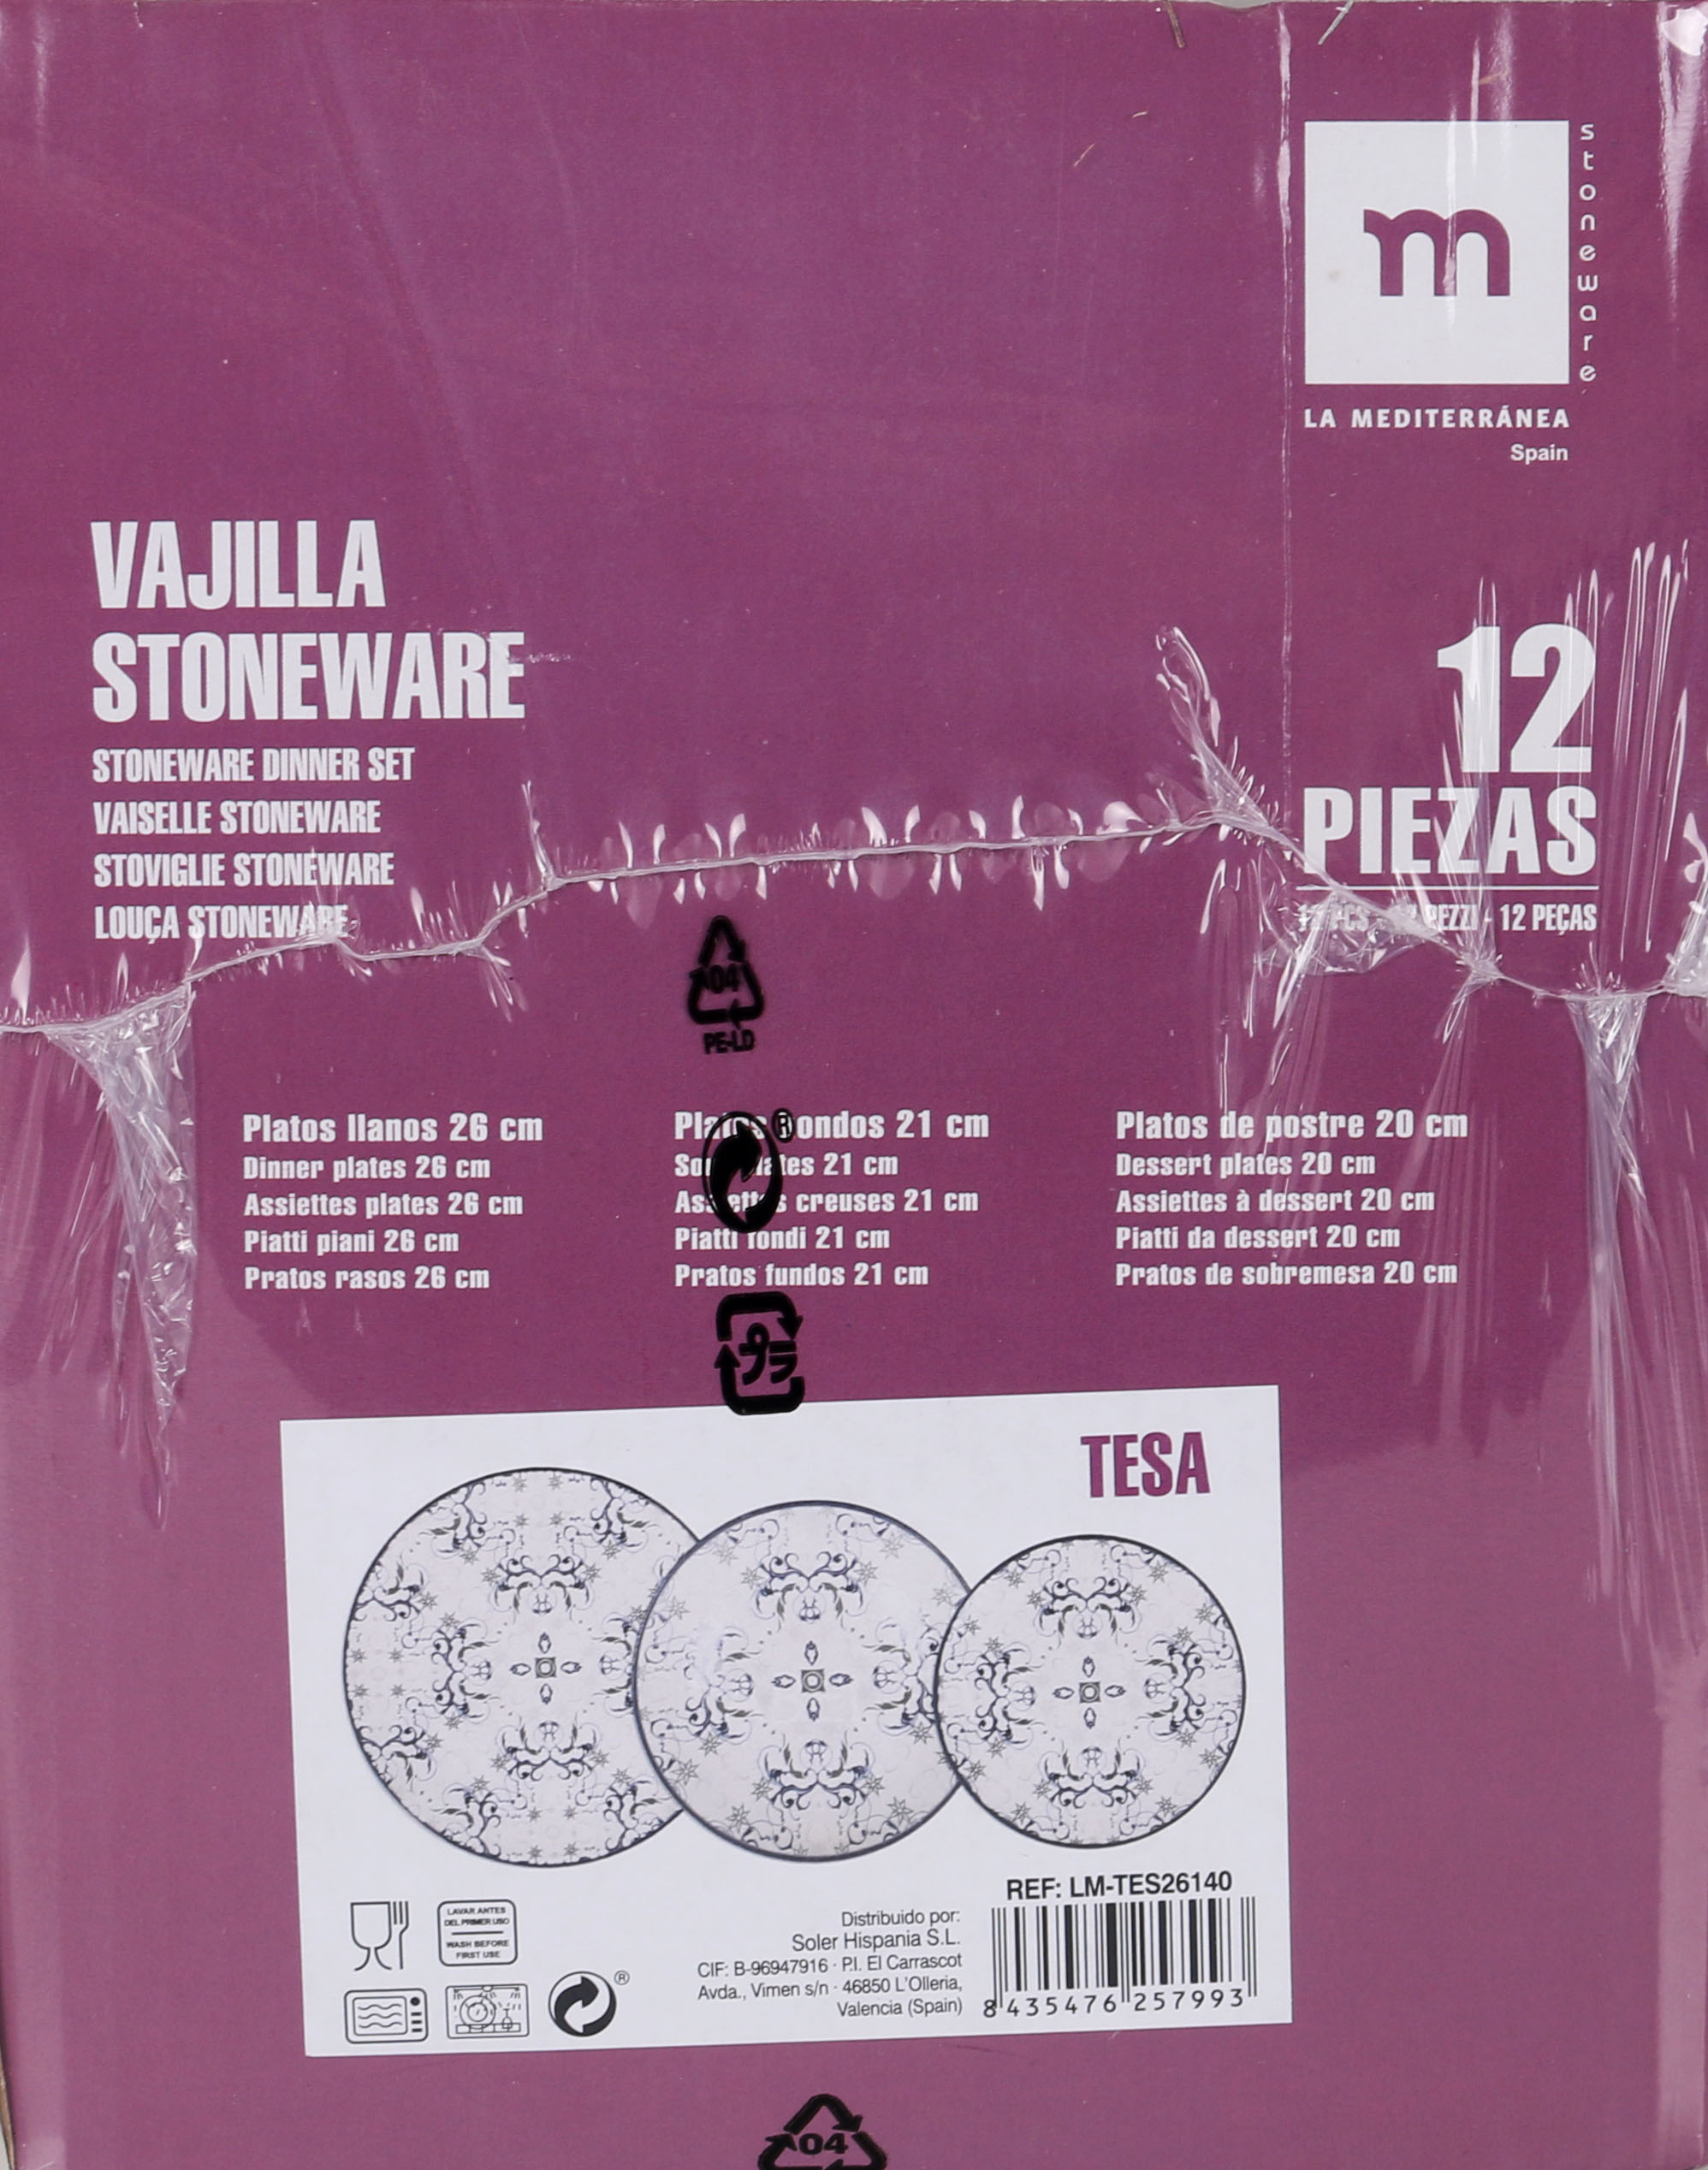 stoneware
m
LA MEDITERRÁNEA
Spain
VAJILLA
STONEWARE
STONEWARE DINNER SET
VAISELLE STONEWARE
STOVIGLIE STONEWARE
LOUÇA STONEWARE
12
PIEZAS
12 PEÇAS
04
PE-LD
Platos llanos 26 cm
Dinner plates 26 cm
Assiettes plates 26 cm
Piatti piani 26 cm
Pratos rasos 26 cm
Platos hondos 21 cm
Soup plates 21 cm
Assiettes creuses 21 cm
Piatti fondi 21 cm
Pratos fundos 21 cm
Platos de postre 20 cm
Dessert plates 20 cm
Assiettes à dessert 20 cm
Piatti da dessert 20 cm
Pratos de sobremesa 20 cm
®
プラ
TESA
LAVAR ANTES
DEL PRIMER USO
WASH BEFORE
FIRST USE
®
Distribuido por:
Soler Hispania S.L.
CIF: B-96947916 · P.I. El Carrascot
Avda., Vimen s/n · 46850 L'Olleria,
Valencia (Spain)
REF: LM-TES26140
8 435476 257993
04